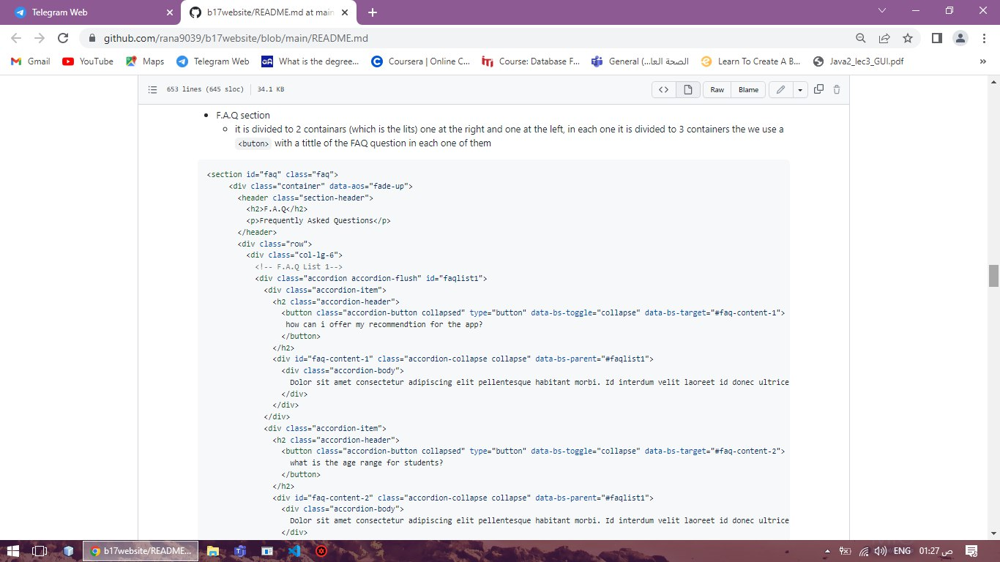 Telegram Web
b17website/README.md at main
github.com/rana9039/b17website/blob/main/README.md
Gmail
YouTube
Maps
Telegram Web
What is the degree...
Coursera | Online C...
Course: Database F...
General (...الصحة العا
Learn To Create A B...
Java2_lec3_GUI.pdf
»
653 lines (645 sloc) 34.1 KB
<> Raw Blame
• F.A.Q section
it is divided to 2 containars (which is the lits) one at the right and one at the left, in each one it is divided to 3 containers the we use a
<buton> with a tittle of the FAQ question in each one of them
<section id="faq" class="faq">
<div class="container" data-aos="fade-up">
<header class="section-header">
<h2>F.A.Q</h2>
<p>Frequently Asked Questions</p>
</header>
<div class="row">
<div class="col-lg-6">
<!-- F.A.Q List 1-->
<div class="accordion accordion-flush" id="faqlist1">
<div class="accordion-item">
<h2 class="accordion-header">
<button class="accordion-button collapsed" type="button" data-bs-toggle="collapse" data-bs-target="#faq-content-1">
how can i offer my recommendtion for the app?
</button>
</h2>
<div id="faq-content-1" class="accordion-collapse collapse" data-bs-parent="#faqlist1">
<div class="accordion-body">
Dolor sit amet consectetur adipiscing elit pellentesque habitant morbi. Id interdum velit laoreet id donec ultrice
</div>
</div>
</div>
<div class="accordion-item">
<h2 class="accordion-header">
<button class="accordion-button collapsed" type="button" data-bs-toggle="collapse" data-bs-target="#faq-content-2">
what is the age range for students?
</button>
</h2>
<div id="faq-content-2" class="accordion-collapse collapse" data-bs-parent="#faqlist1">
<div class="accordion-body">
Dolor sit amet consectetur adipiscing elit pellentesque habitant morbi. Id interdum velit laoreet id donec ultrice
</div>
b17website/README...
ENG
01:27 ص